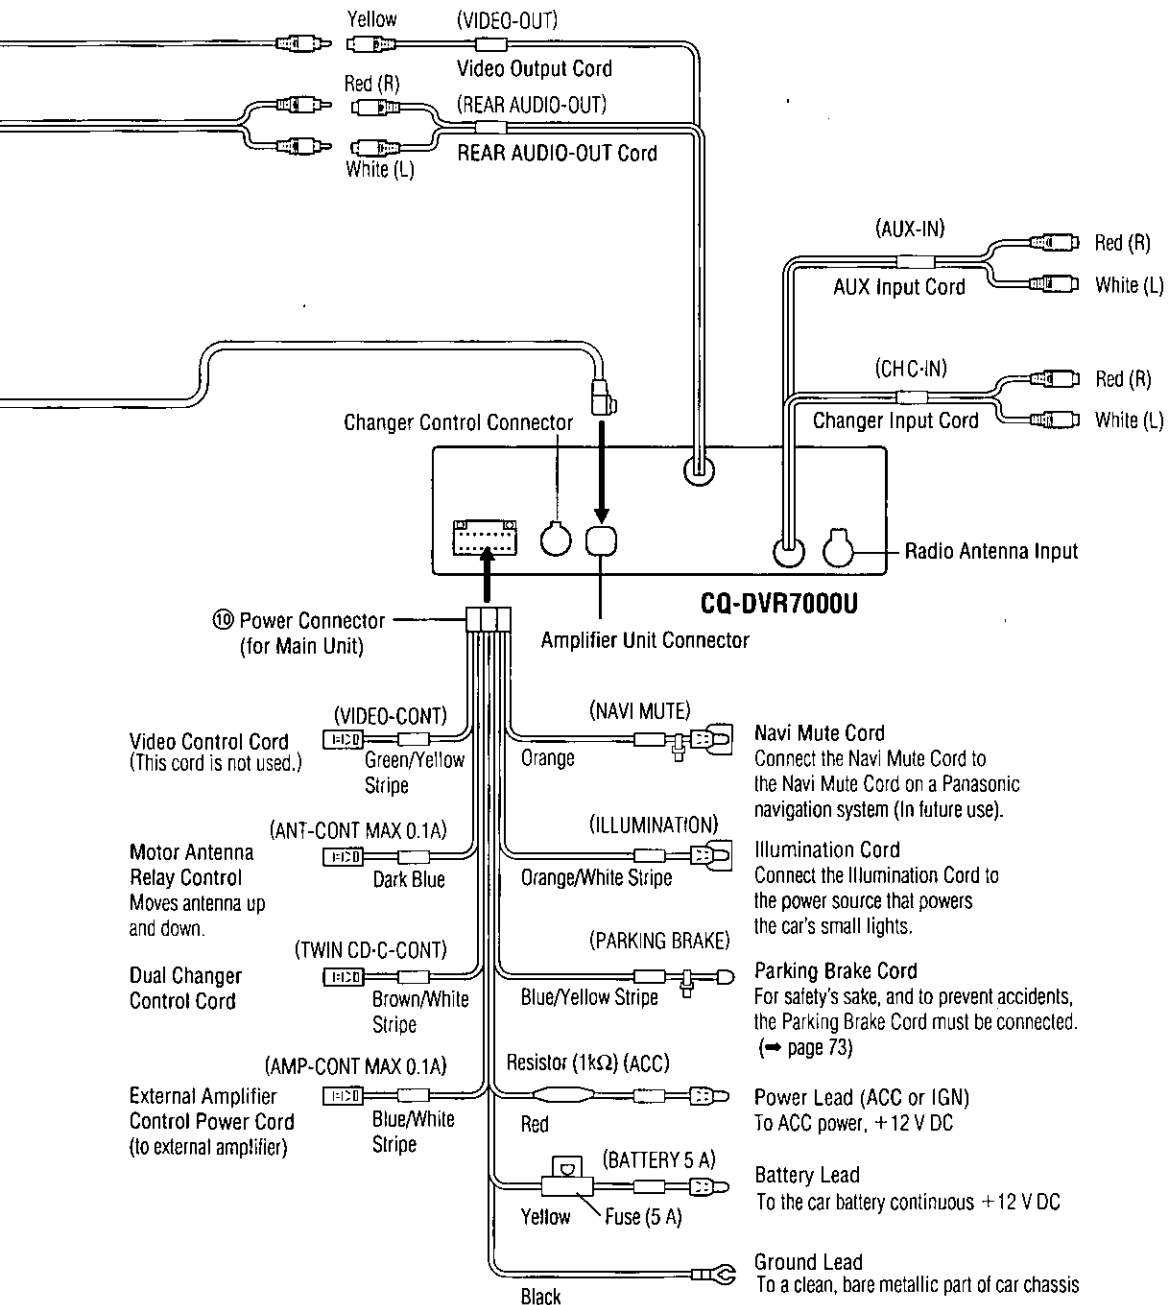 Yellow
(VIDEO-OUT)
Video Output Cord
Red (R)
(REAR AUDIO-OUT)
REAR AUDIO-OUT Cord
White (L)
(AUX-IN)
Red (R)
AUX Input Cord
White (L)
(CHC-IN)
Red (R)
Changer Input Cord
White (L)
Changer Control Connector
Radio Antenna Input
CQ-DVR7000U
⑩ Power Connector
(for Main Unit)
Amplifier Unit Connector
(VIDEO-CONT)
Video Control Cord
(This cord is not used.)
Green/Yellow
Stripe
(NAVI MUTE)
Orange
Navi Mute Cord
Connect the Navi Mute Cord to
the Navi Mute Cord on a Panasonic
navigation system (In future use).
(ANT-CONT MAX 0.1A)
Motor Antenna
Relay Control
Moves antenna up
and down.
Dark Blue
(ILLUMINATION)
Orange/White Stripe
Illumination Cord
Connect the Illumination Cord to
the power source that powers
the car's small lights.
(TWIN CD·C-CONT)
Dual Changer
Control Cord
Brown/White
Stripe
(PARKING BRAKE)
Blue/Yellow Stripe
Parking Brake Cord
For safety's sake, and to prevent accidents,
the Parking Brake Cord must be connected.
(➡ page 73)
(AMP-CONT MAX 0.1A)
External Amplifier
Control Power Cord
(to external amplifier)
Blue/White
Stripe
Resistor (1kΩ) (ACC)
Red
Power Lead (ACC or IGN)
To ACC power, +12 V DC
(BATTERY 5 A)
Yellow
Fuse (5 A)
Battery Lead
To the car battery continuous +12 V DC
Black
Ground Lead
To a clean, bare metallic part of car chassis